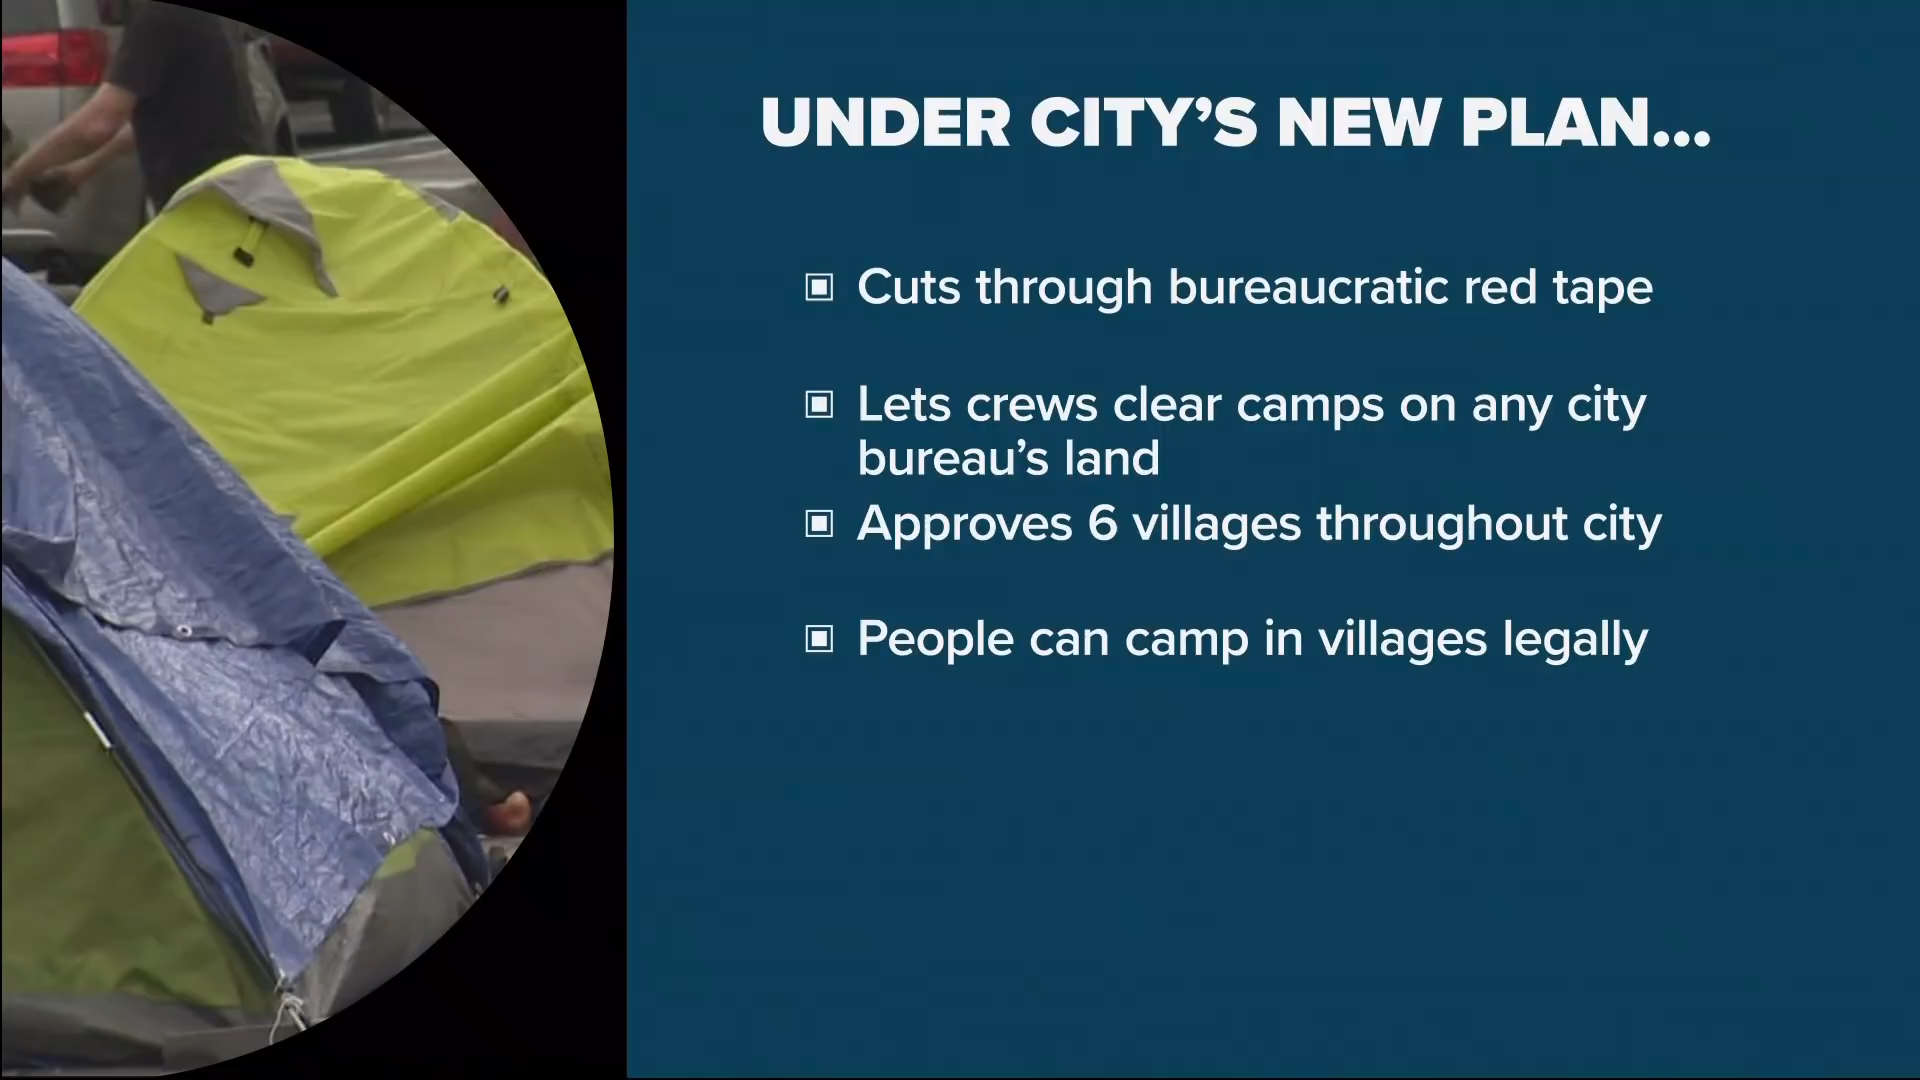 UNDER CITY’S NEW PLAN...
Cuts through bureaucratic red tape
Lets crews clear camps on any city
bureau’s land
Approves 6 villages throughout city
People can camp in villages legally